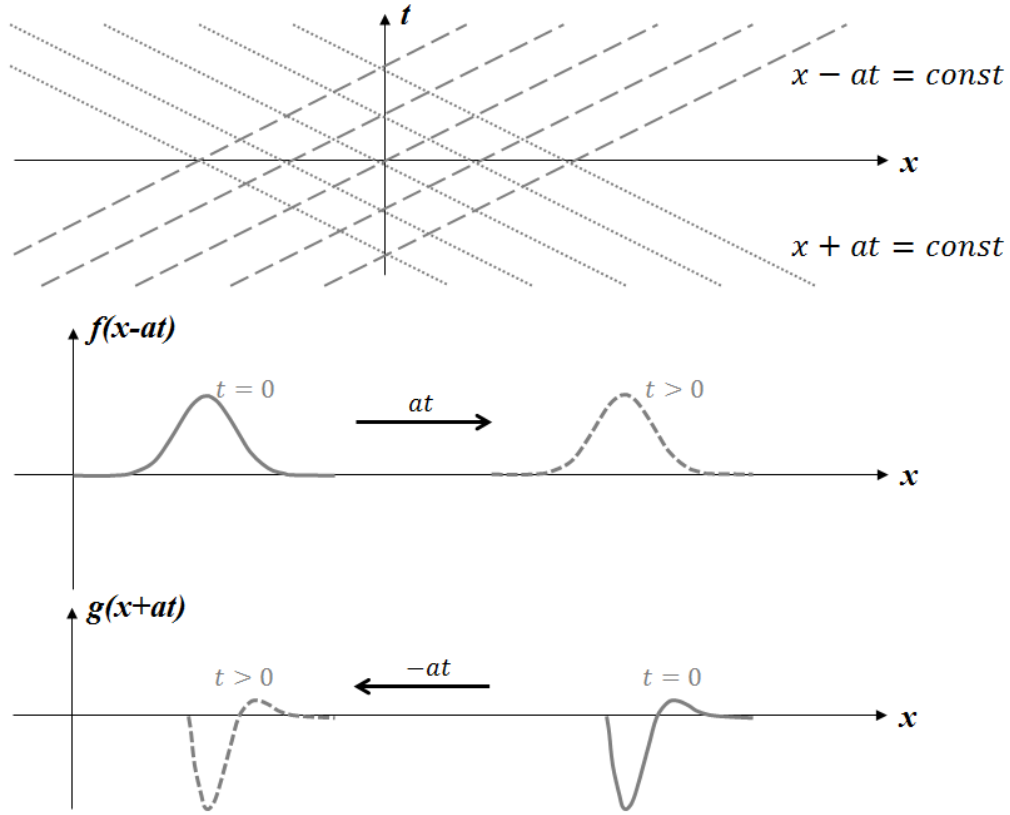 t
x − at = const
x
x + at = const
f(x-at)
t = 0
at
t > 0
x
g(x+at)
t > 0
−at
t = 0
x